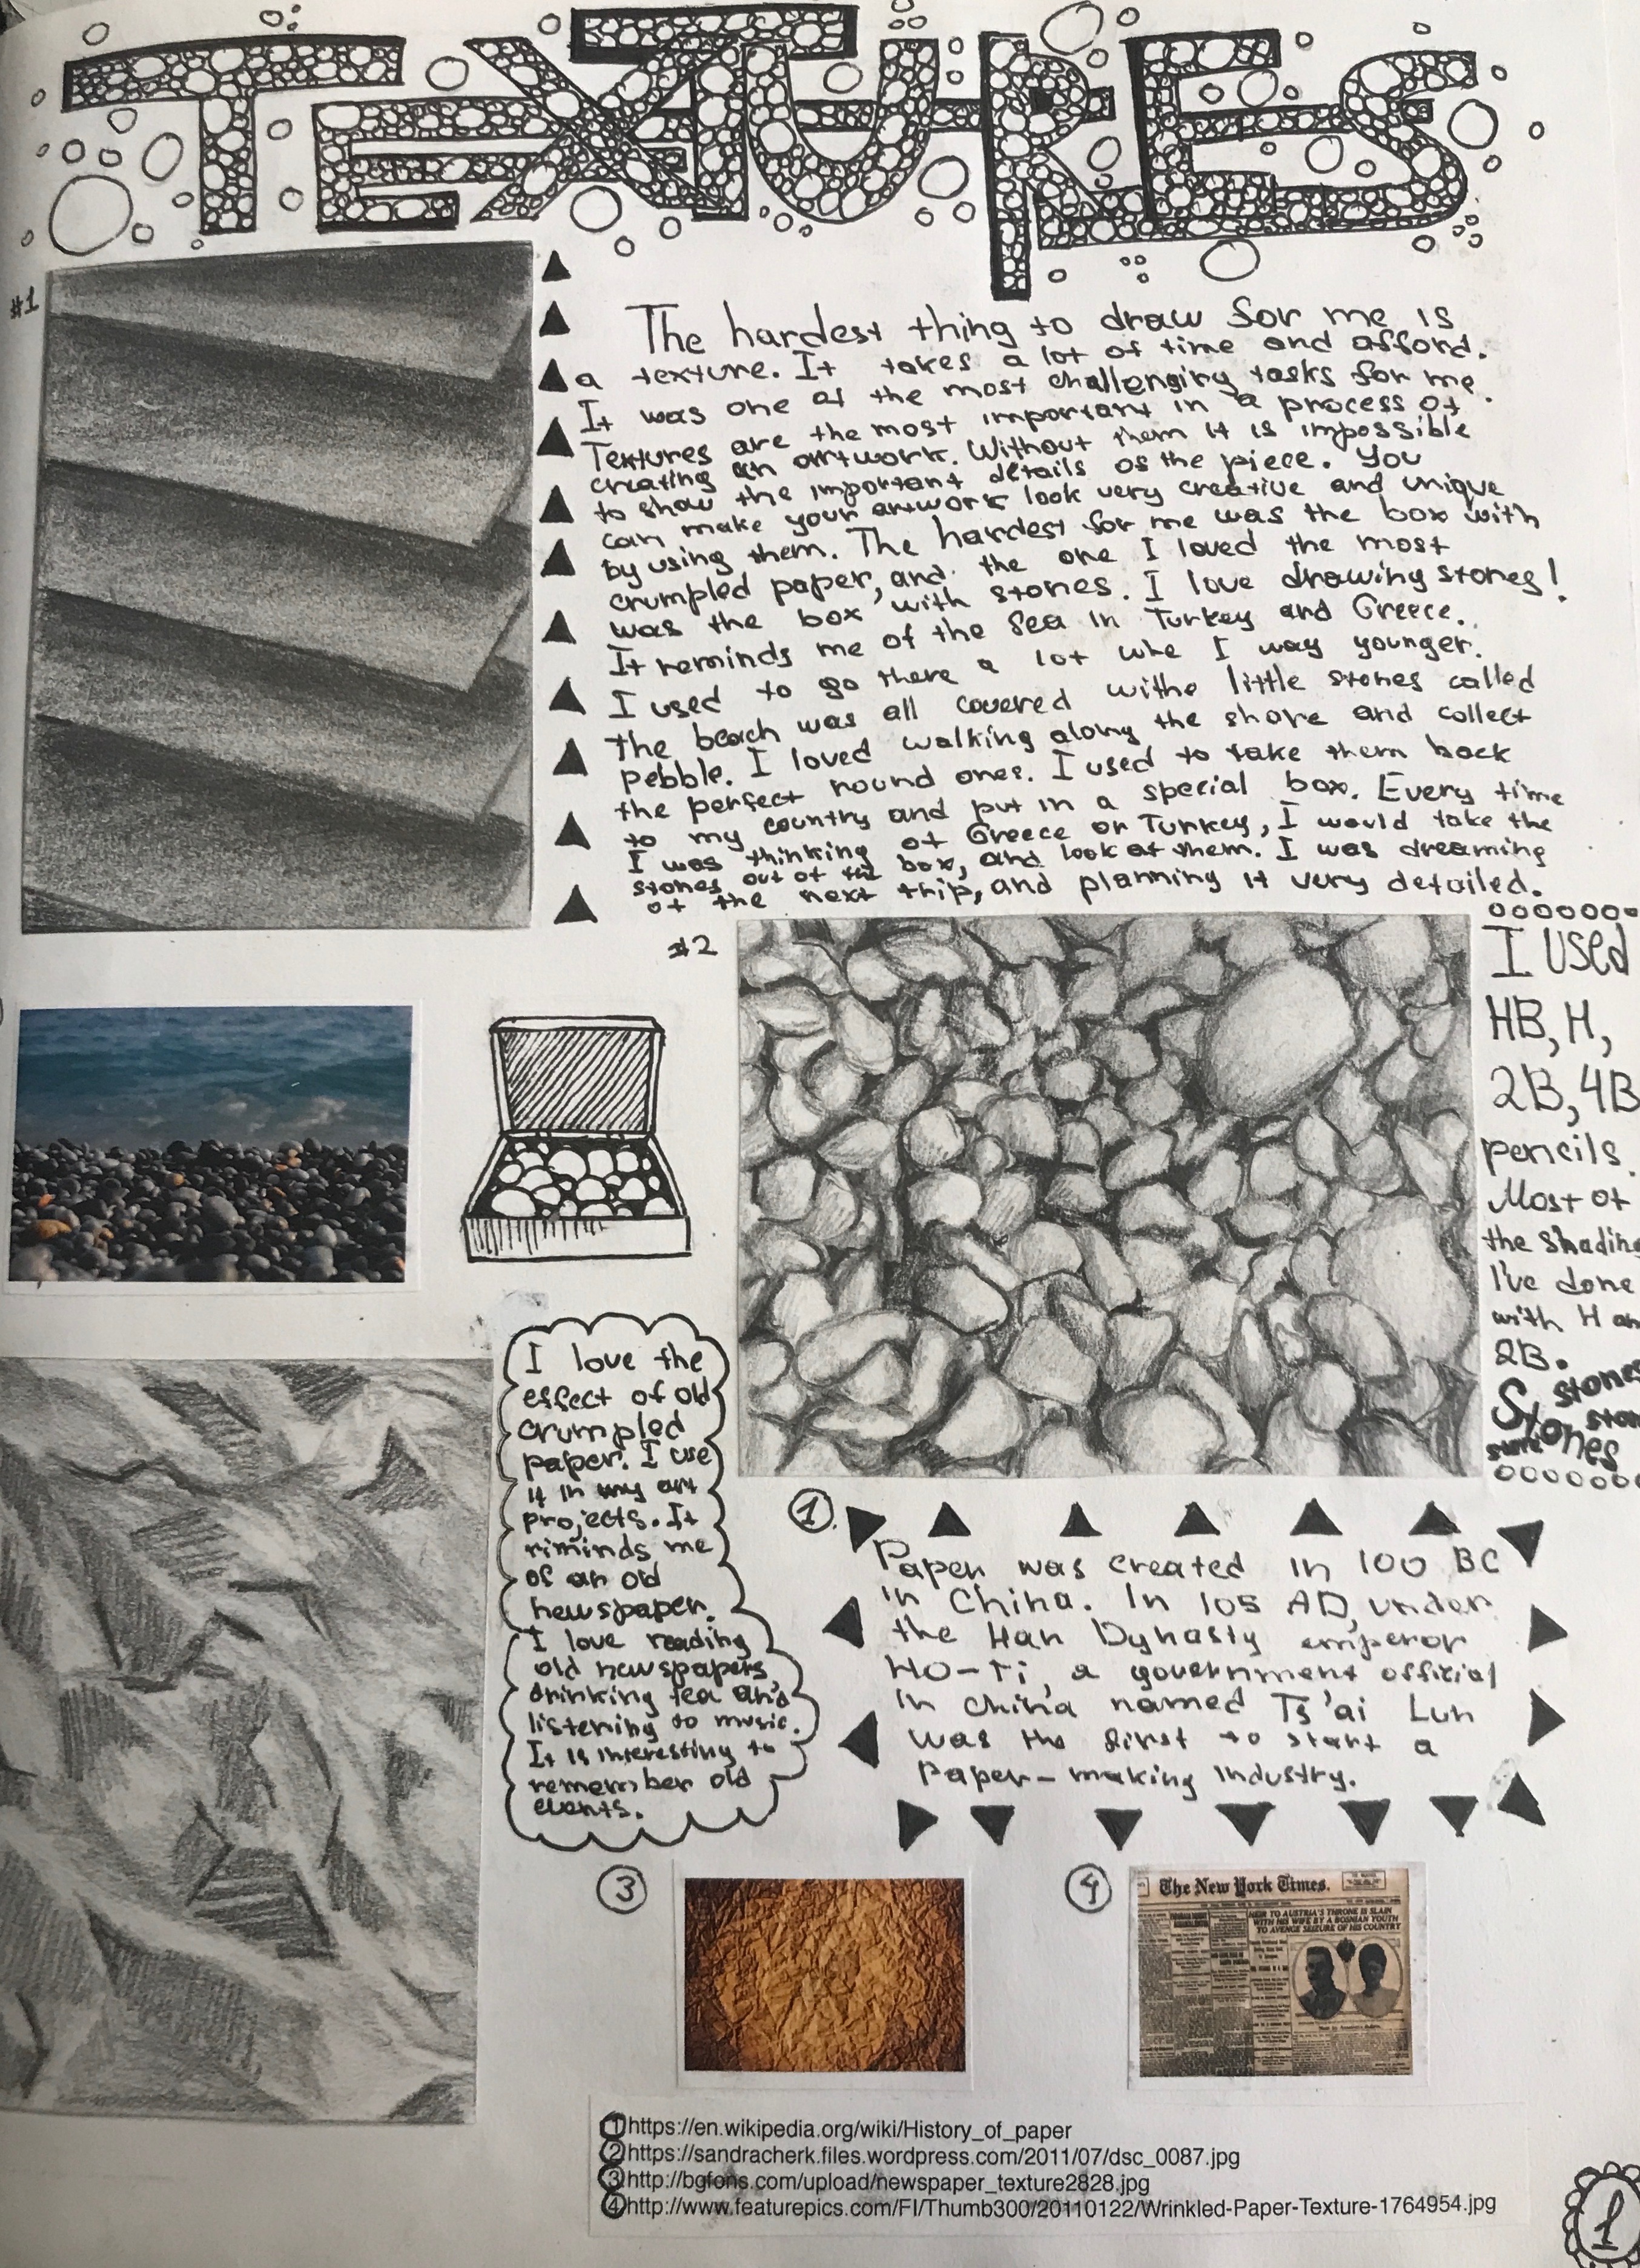 TEXTURES
#1
The hardest thing to draw for me is
a texture. It takes a lot of time and afford.
It was one of the most challenging tasks for me.
Textures are the most important in a process of
creating an artwork. Without them it is impossible
to show the important details of the piece. You
can make your artwork look very creative and unique
by using them. The hardest for me was the box with
crumpled paper, and the one I loved the most
was the box with stones. I love drawing stones!
It reminds me of the sea in Turkey and Greece.
I used to go there a lot whe I way younger.
The beach was all covered withe little stones called
pebble. I loved walking along the shore and collect
the perfect round ones. I used to take them back
to my country and put in a special box. Every time
I was thinking of Greece or Turkey, I would take the
stones out of the box, and look at them. I was dreaming
of the next thip, and planning it very detailed.
#2
I used
HB, H,
2B, 4B
pencils.
Most of
the shading
I've done
with H an
2B.
Stones
stones
I love the
effect of old
crumpled
paper. I use
it in my art
projects. It
riminds me
of an old
newspaper.
I love reading
old newspapers
drinking tea and
listening to music.
It is interesting to
remember old
events.
1.
Paper was created in 100 BC
in China. In 105 AD, under
the Han Dynasty emperor
HO-Ti, a government official
in China named Ts'ai Lun
was the first to start a
paper-making industry.
3
4
The New York Times.
HEIR TO AUSTRIA'S THRONE IS SLAIN
WITH HIS WIFE BY A BOSNIAN YOUTH
TO AVENGE SEIZURE OF HIS COUNTRY
1 https://en.wikipedia.org/wiki/History_of_paper
2 https://sandracherk.files.wordpress.com/2011/07/dsc_0087.jpg
3 http://bgfons.com/upload/newspaper_texture2828.jpg
4 http://www.featurepics.com/FI/Thumb300/20110122/Wrinkled-Paper-Texture-1764954.jpg
1